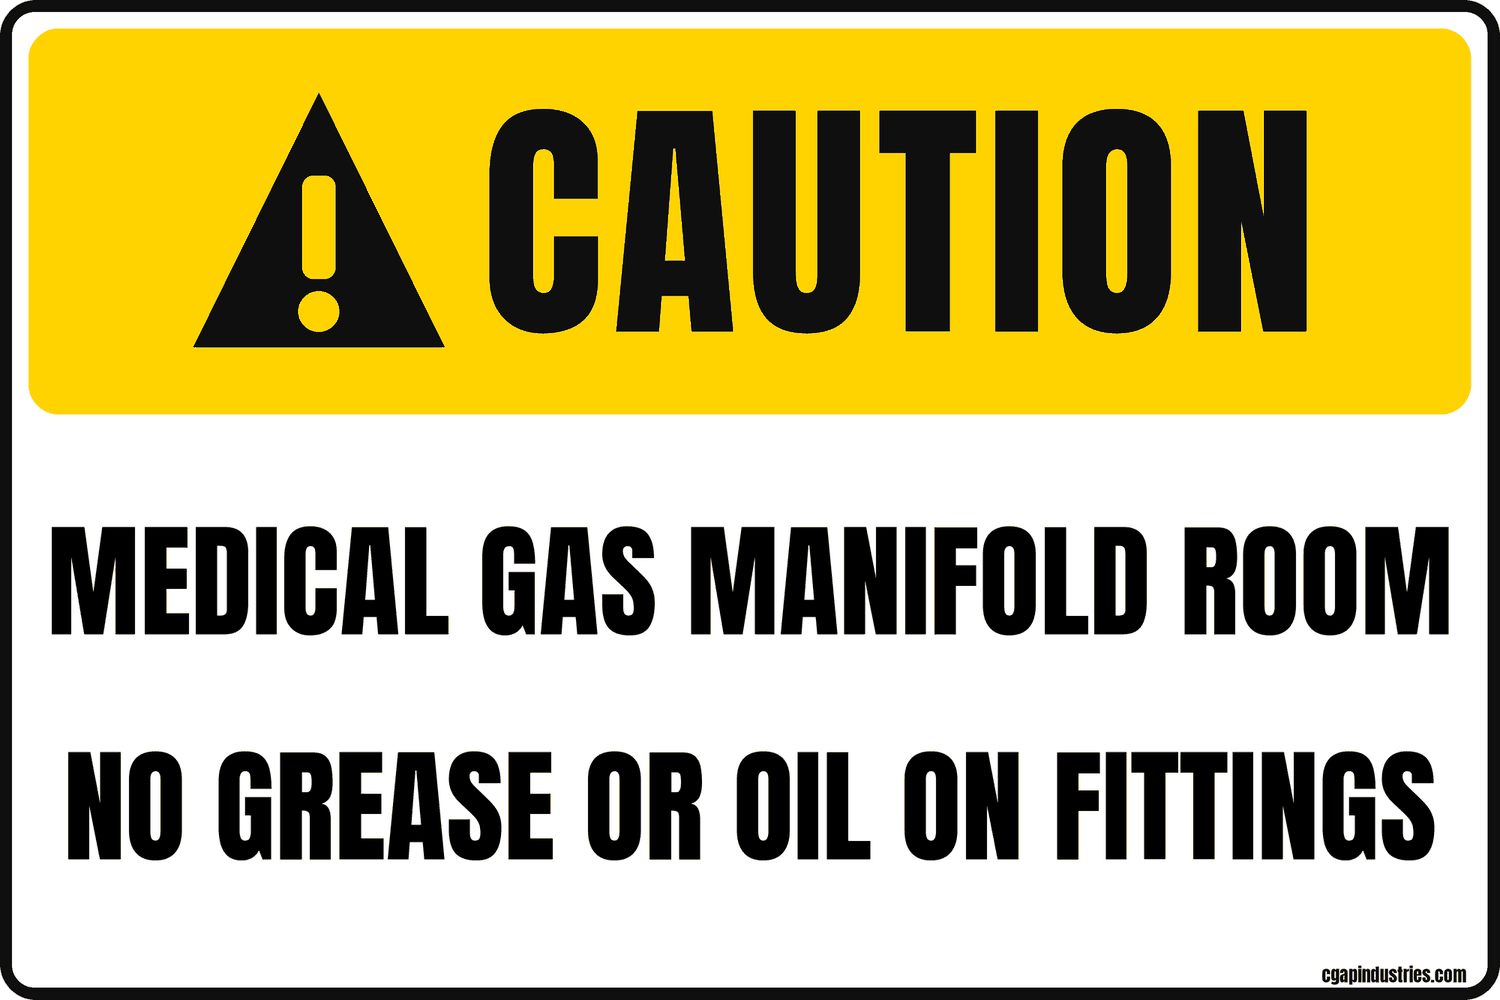 CAUTION
MEDICAL GAS MANIFOLD ROOM
NO GREASE OR OIL ON FITTINGS
cgapindustries.com